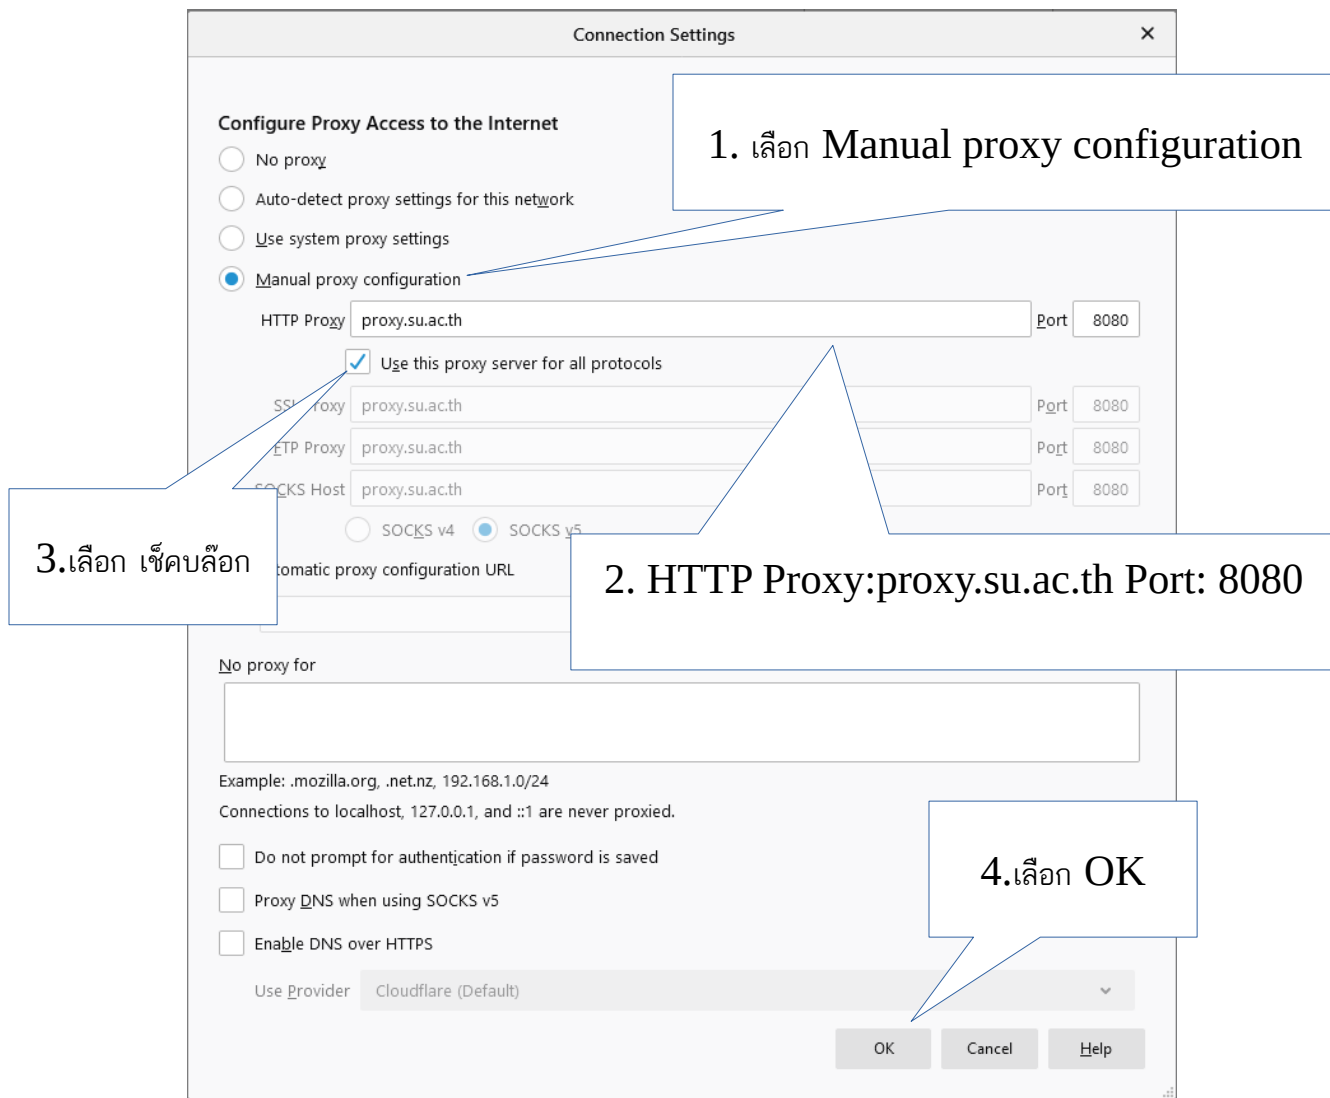 Connection Settings
Configure Proxy Access to the Internet
1. เลือก Manual proxy configuration
No proxy
Auto-detect proxy settings for this network
Use system proxy settings
Manual proxy configuration
HTTP Proxy proxy.su.ac.th Port 8080
Use this proxy server for all protocols
SSL Proxy proxy.su.ac.th Port 8080
FTP Proxy proxy.su.ac.th Port 8080
SOCKS Host proxy.su.ac.th Port 8080
SOCKS v4 SOCKS v5
3.เลือก เช็คบล๊อก
proxy configuration URL
2. HTTP Proxy:proxy.su.ac.th Port: 8080
No proxy for
Example: .mozilla.org, .net.nz, 192.168.1.0/24
Connections to localhost, 127.0.0.1, and ::1 are never proxied.
Do not prompt for authentication if password is saved
4.เลือก OK
Proxy DNS when using SOCKS v5
Enable DNS over HTTPS
Use Provider Cloudflare (Default)
OK Cancel Help